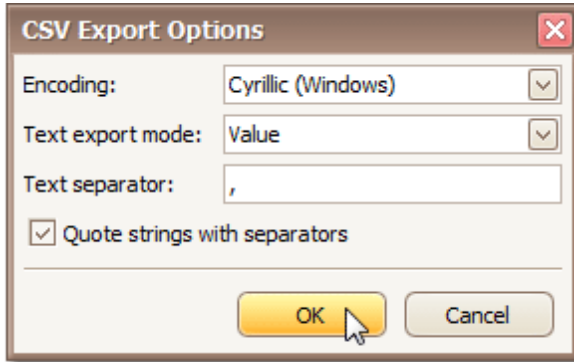 CSV Export Options
Encoding: Cyrillic (Windows)
Text export mode: Value
Text separator: ,
Quote strings with separators
OK Cancel